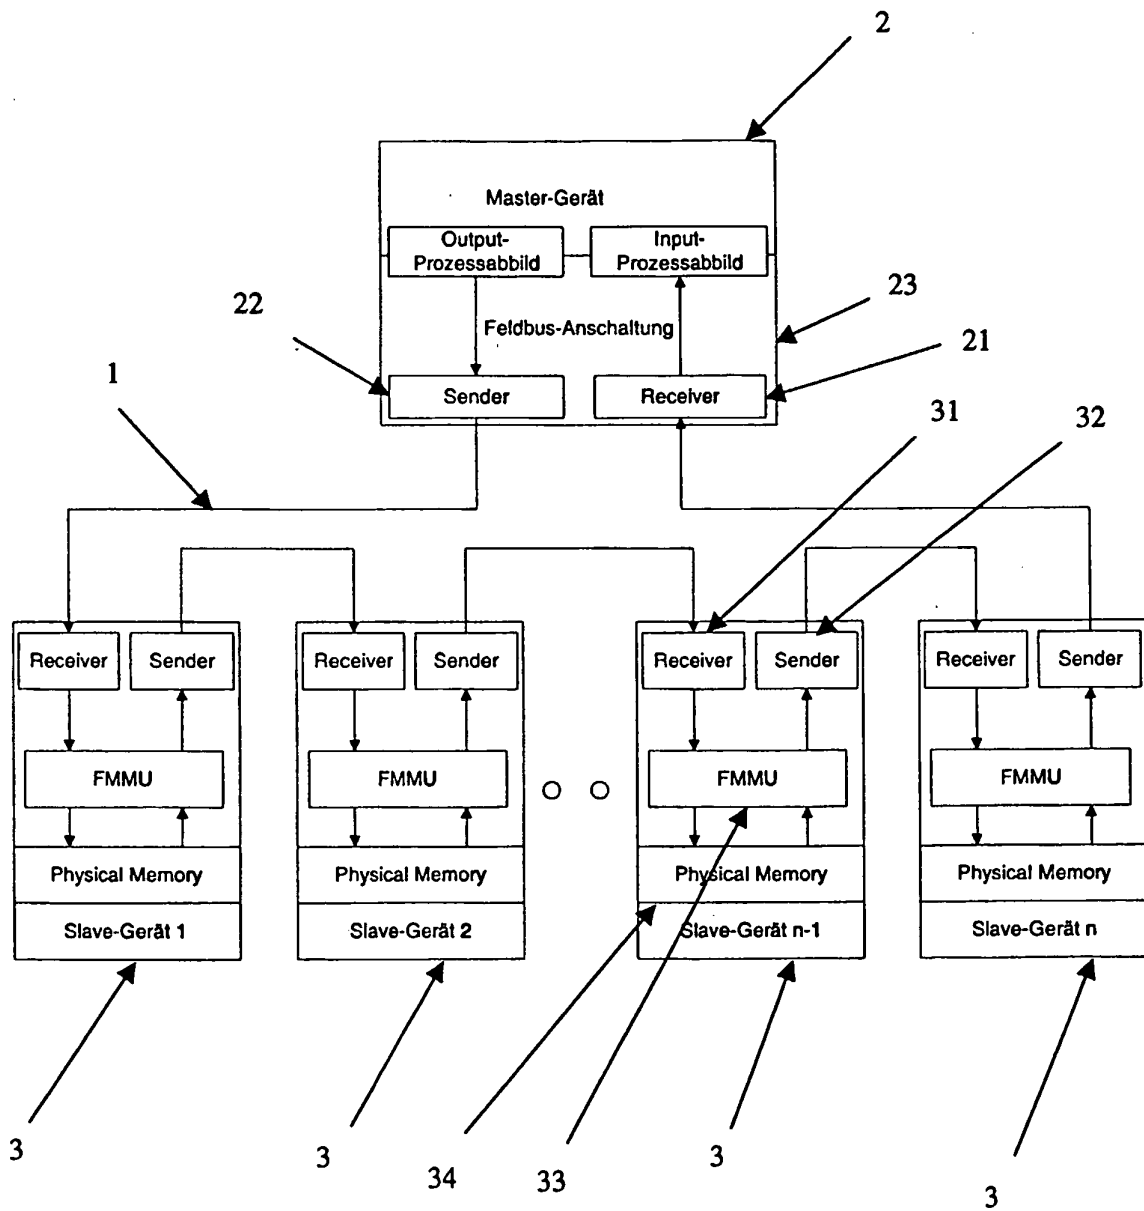 2
Master-Gerät
Output-
Prozessabbild
Input-
Prozessabbild
22
23
Feldbus-Anschaltung
21
1
Sender
Receiver
31
32
Receiver
Sender
Receiver
Sender
Receiver
Sender
Receiver
Sender
FMMU
FMMU
FMMU
FMMU
Physical Memory
Physical Memory
Physical Memory
Physical Memory
Slave-Gerät 1
Slave-Gerät 2
Slave-Gerät n-1
Slave-Gerät n
3
3
34
33
3
3